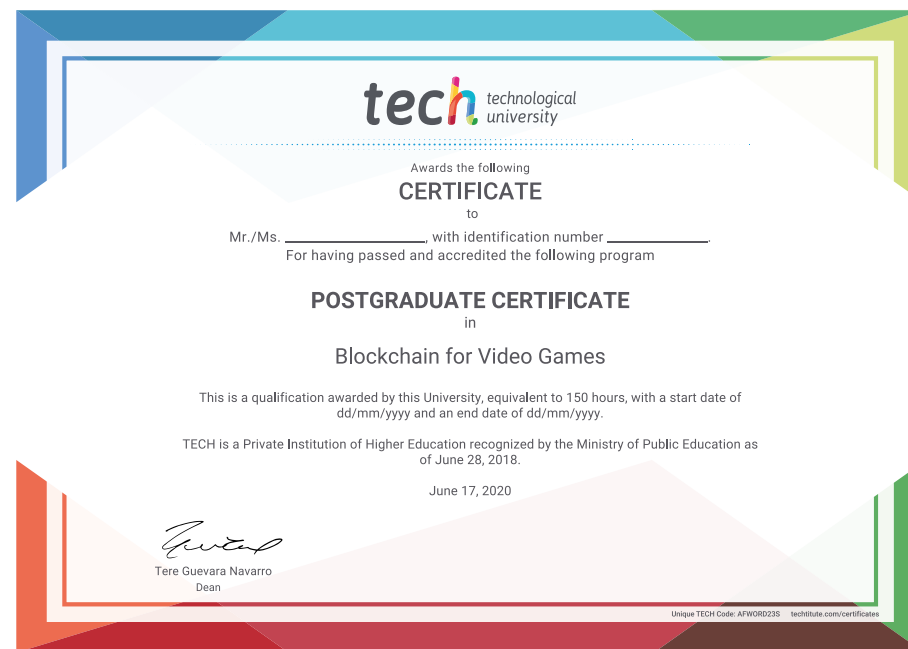 tech technological
university
Awards the following
CERTIFICATE
to
Mr./Ms. ____________, with identification number ____________.
For having passed and accredited the following program
POSTGRADUATE CERTIFICATE
in
Blockchain for Video Games
This is a qualification awarded by this University, equivalent to 150 hours, with a start date of
dd/mm/yyyy and an end date of dd/mm/yyyy.
TECH is a Private Institution of Higher Education recognized by the Ministry of Public Education as
of June 28, 2018.
June 17, 2020
Tere Guevara Navarro
Dean
Unique TECH Code: AFWORD23S techtitute.com/certificates